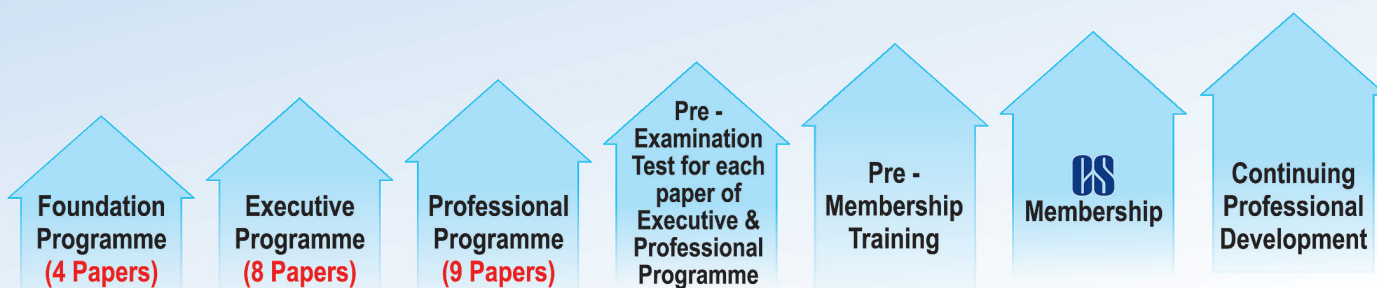 Foundation
Programme
(4 Papers)
Executive
Programme
(8 Papers)
Professional
Programme
(9 Papers)
Pre -
Examination
Test for each
paper of
Executive &
Professional
Programme
Pre -
Membership
Training
CS
Membership
Continuing
Professional
Development